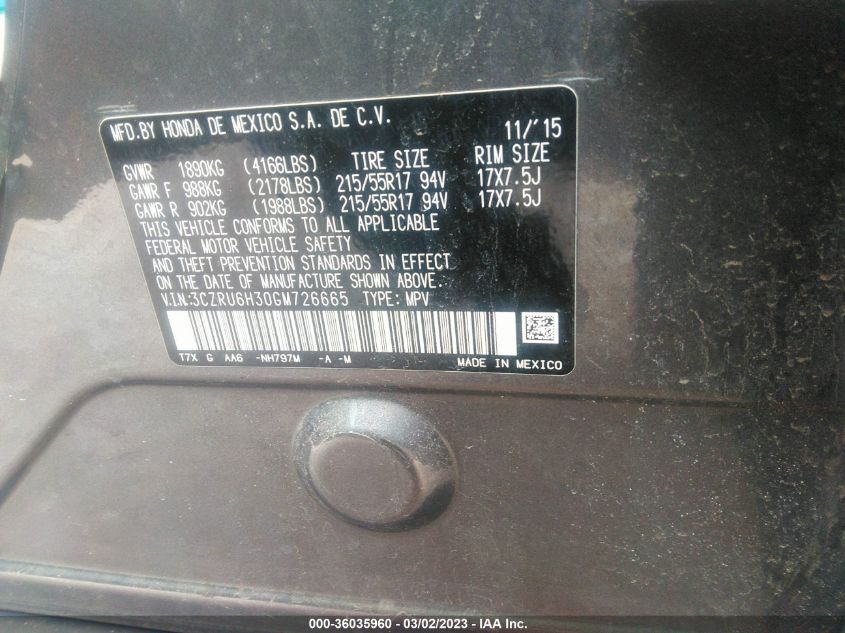 MFD.BY HONDA DE MEXICO S.A. DE C.V. 11/'15
GVWR 1890KG (4166LBS) TIRE SIZE RIM SIZE
GAWR F 988KG (2178LBS) 215/55R17 94V 17X7.5J
GAWR R 902KG (1988LBS) 215/55R17 94V 17X7.5J
THIS VEHICLE CONFORMS TO ALL APPLICABLE
FEDERAL MOTOR VEHICLE SAFETY
AND THEFT PREVENTION STANDARDS IN EFFECT
ON THE DATE OF MANUFACTURE SHOWN ABOVE.
V.I.N:3CZRU6H30GM726665 TYPE: MPV
T7X G AA6 -NH797M -A -M MADE IN MEXICO
000-36035960 - 03/02/2023 - IAA Inc.